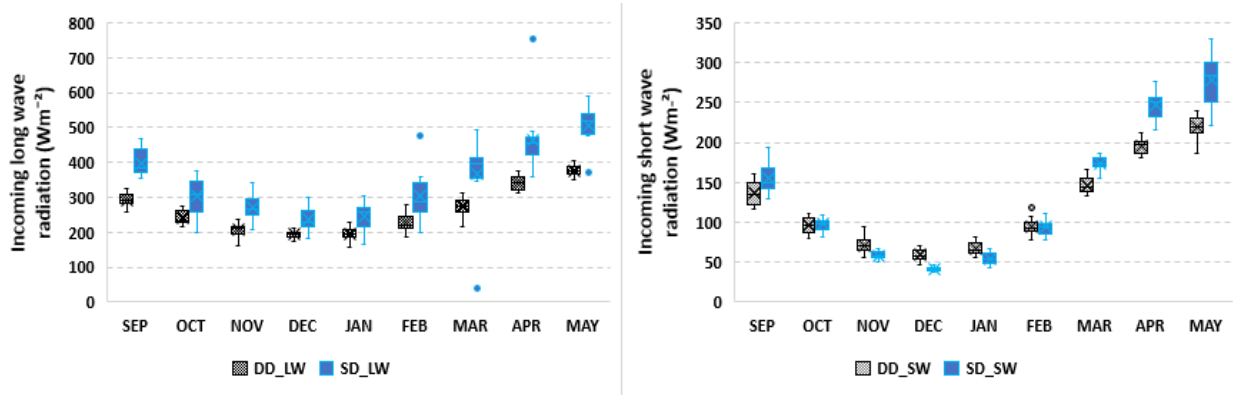 Incoming long wave
radiation (Wm⁻²)
800
700
600
500
400
300
200
100
0
SEP OCT NOV DEC JAN FEB MAR APR MAY
DD_LW SD_LW
Incoming short wave
radiation (Wm-²)
350
300
250
200
150
100
50
0
SEP OCT NOV DEC JAN FEB MAR APR MAY
DD_SW SD_SW